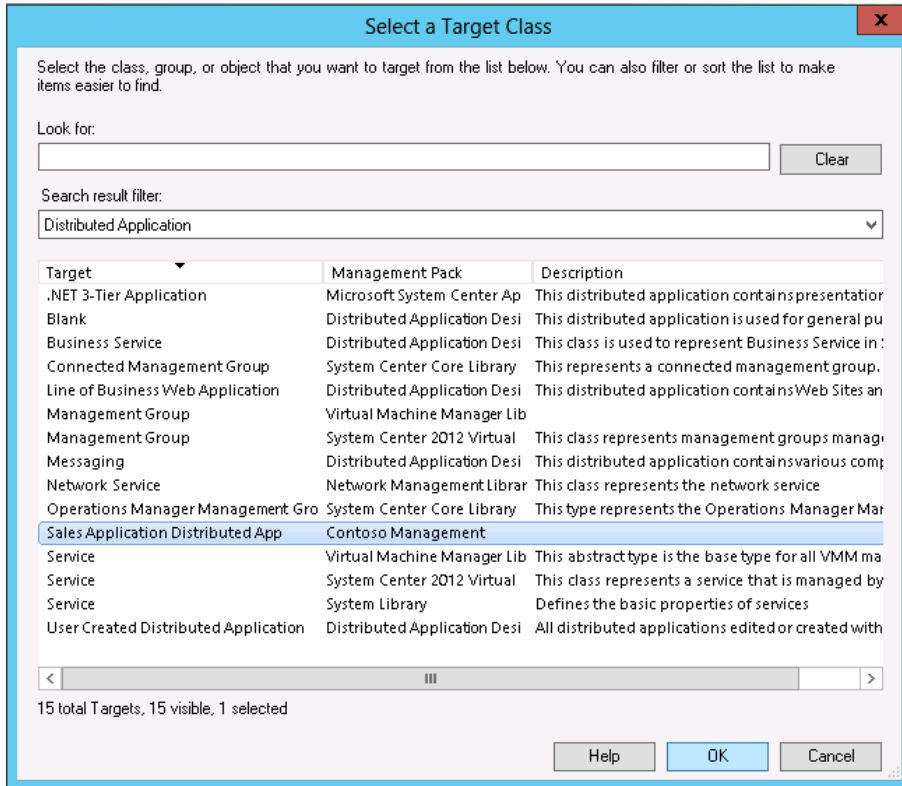 Select a Target Class
x
Select the class, group, or object that you want to target from the list below. You can also filter or sort the list to make
items easier to find.
Look for:
Clear
Search result filter:
Distributed Application
Target Management Pack Description
.NET 3-Tier Application Microsoft System Center Ap This distributed application contains presentation
Blank Distributed Application Desi This distributed application is used for general pu
Business Service Distributed Application Desi This class is used to represent Business Service in
Connected Management Group System Center Core Library This represents a connected management group.
Line of Business Web Application Distributed Application Desi This distributed application contains Web Sites an
Management Group Virtual Machine Manager Lib
Management Group System Center 2012 Virtual This class represents management groups manag
Messaging Distributed Application Desi This distributed application contains various comp
Network Service Network Management Librar This class represents the network service
Operations Manager Management Gro System Center Core Library This type represents the Operations Manager Mar
Sales Application Distributed App Contoso Management
Service Virtual Machine Manager Lib This abstract type is the base type for all VMM ma
Service System Center 2012 Virtual This class represents a service that is managed by
Service System Library Defines the basic properties of services
User Created Distributed Application Distributed Application Desi All distributed applications edited or created with
15 total Targets, 15 visible, 1 selected
Help OK Cancel